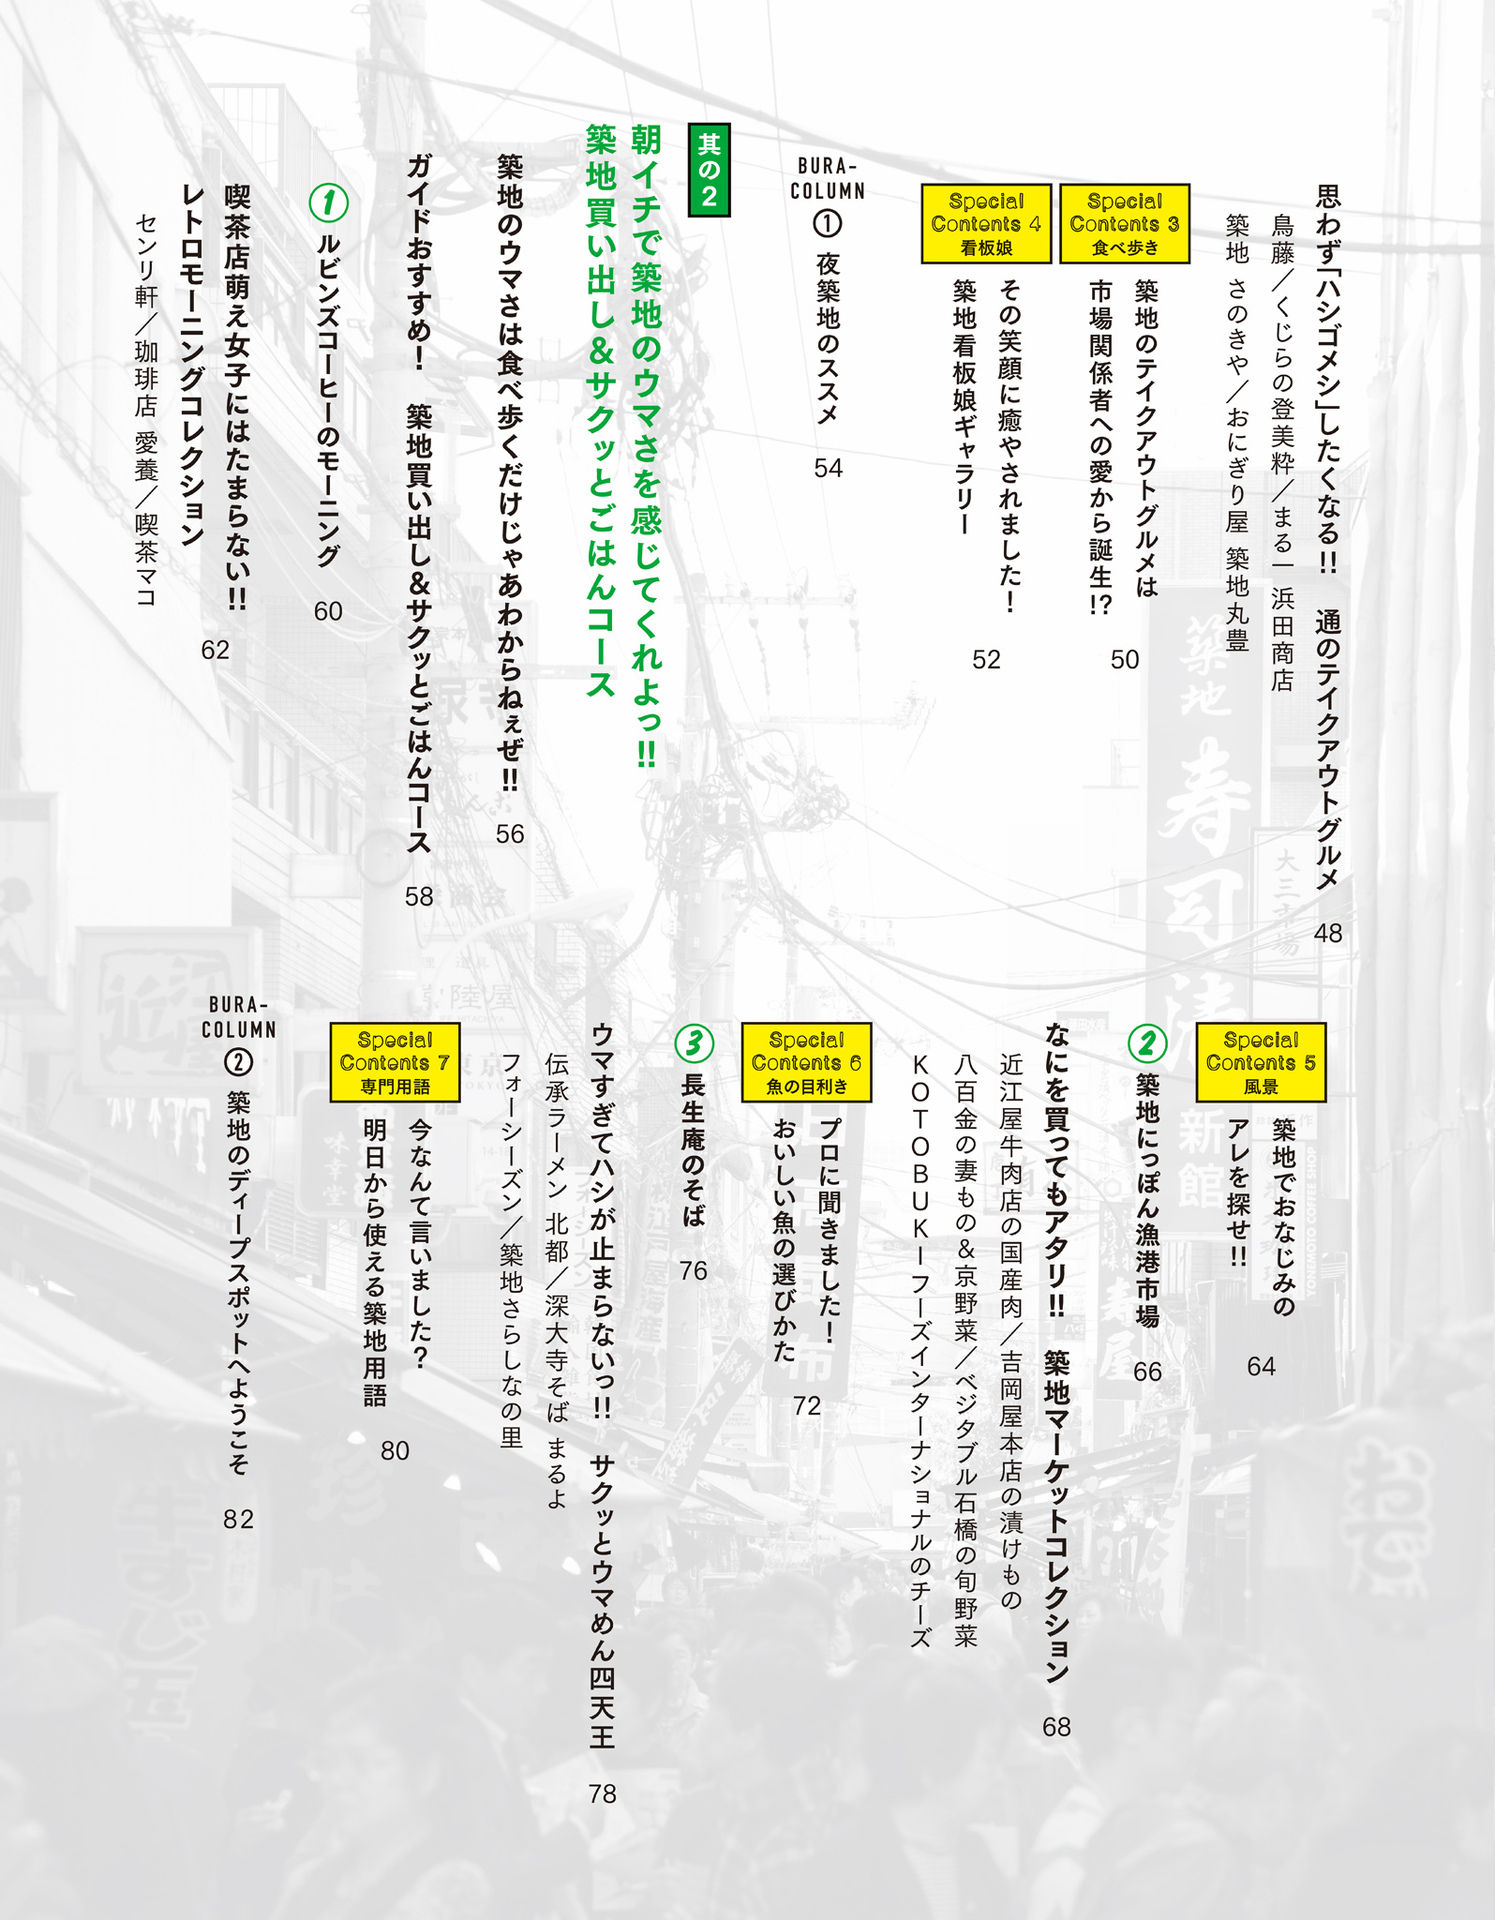 思わず「ハシゴメシ」したくなる!!　通のテイクアウトグルメ
48
鳥藤／くじらの登美粋／まる一 浜田商店
築地 さのきや／おにぎり屋 築地丸豊
Special
Contents 3
食べ歩き
築地のテイクアウトグルメは
市場関係者への愛から誕生!?
50
Special
Contents 4
看板娘
その笑顔に癒やされました！
築地看板娘ギャラリー
52
BURA-
COLUMN
① 夜築地のススメ
54
其の2
朝イチで築地のウマさを感じてくれよっ!!
築地買い出し＆サクッとごはんコース
築地のウマさは食べ歩くだけじゃあわからねぇぜ!!
56
ガイドおすすめ！　築地買い出し＆サクッとごはんコース
58
① ルビンズコーヒーのモーニング
60
喫茶店萌え女子にはたまらない!!
レトロモーニングコレクション
62
センリ軒／珈琲店 愛養／喫茶マコ
Special
Contents 5
風景
築地でおなじみの
アレを探せ!!
64
② 築地にっぽん漁港市場
66
なにを買ってもアタリ!!　築地マーケットコレクション
68
近江屋牛肉店の国産肉／吉岡屋本店の漬けもの
八百金の妻もの＆京野菜／ベジタブル石橋の旬野菜
KOTOBUKIフーズインターナショナルのチーズ
Special
Contents 6
魚の目利き
プロに聞きました！
おいしい魚の選びかた
72
③ 長生庵のそば
76
ウマすぎてハシが止まらないっ!!　サクッとウマめん四天王
78
伝承ラーメン 北都／深大寺そば まるよ
フォーシーズン／築地さらしなの里
Special
Contents 7
専門用語
今なんて言いました？
明日から使える築地用語
80
BURA-
COLUMN
② 築地のディープスポットへようこそ
82
築地
寿司清
新館
大三市場